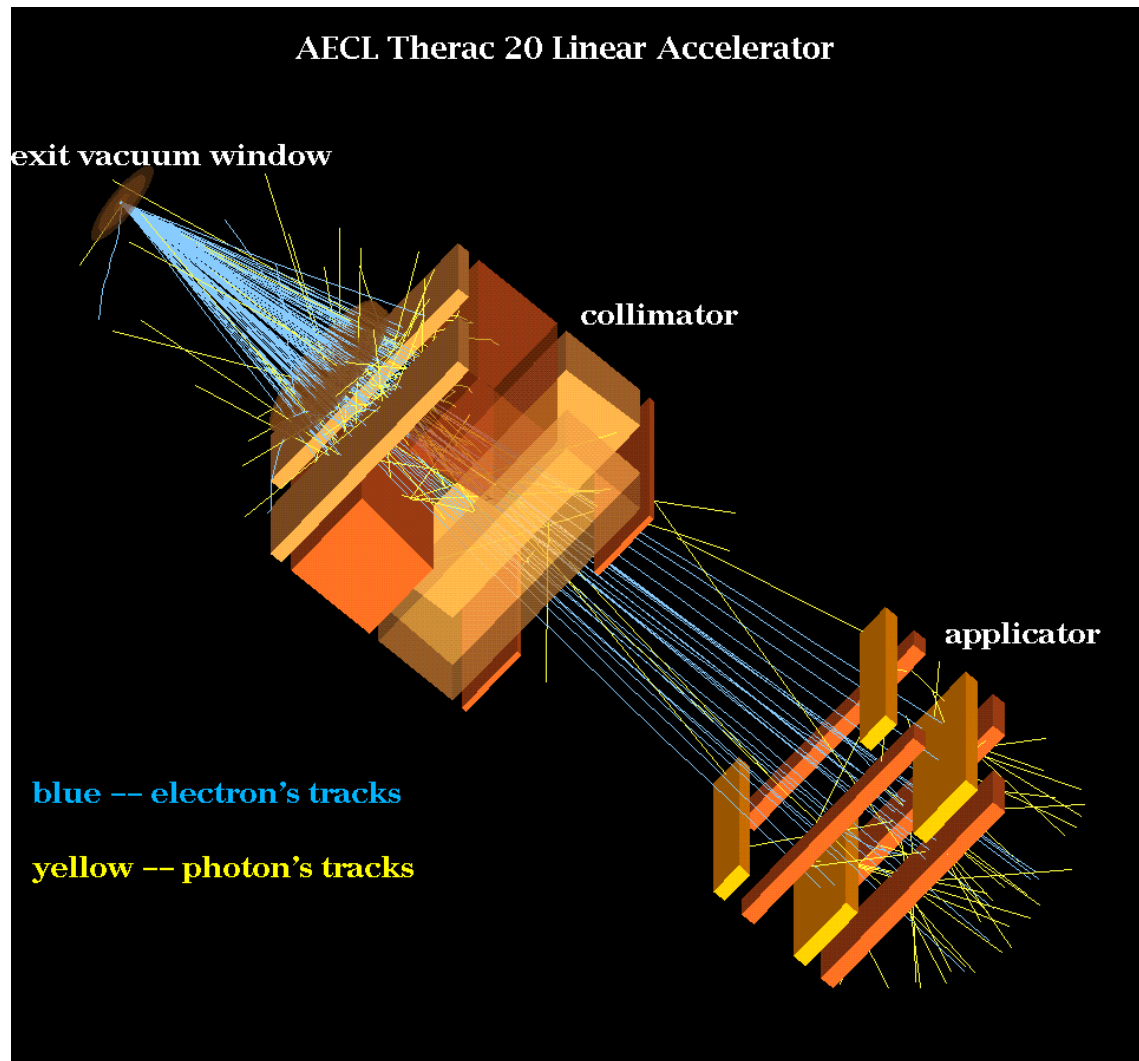 AECL Therac 20 Linear Accelerator
exit vacuum window
collimator
applicator
blue -- electron's tracks
yellow -- photon's tracks